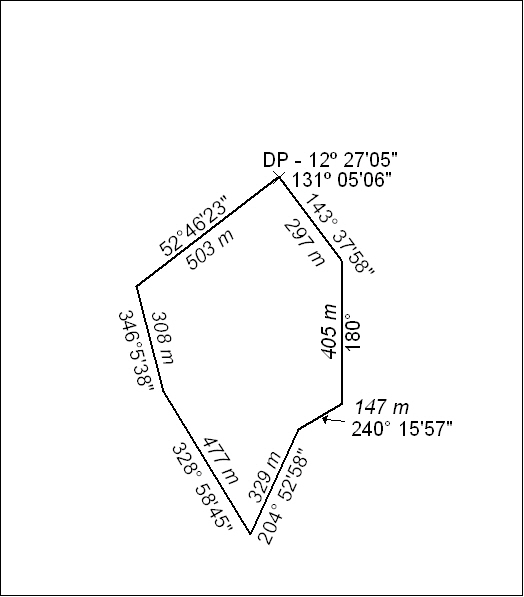 DP - 12º 27'05"
131º 05'06"
143° 37'58"
297 m
52°46'23"
503 m
405 m
180°
308 m
346°5'38"
147 m
240° 15'57"
477 m
328° 58'45"
329 m
204° 52'58"